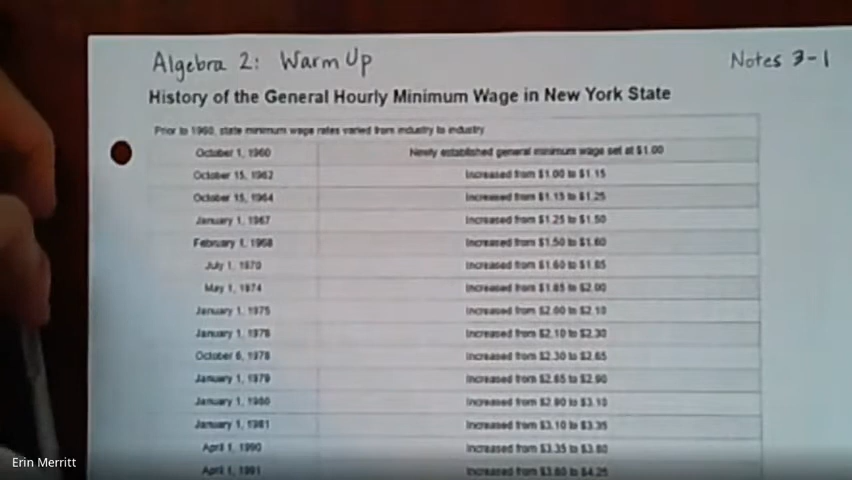 Algebra 2: Warm Up
Notes 3-1
History of the General Hourly Minimum Wage in New York State
Prior to 1960, state minimum wage rates varied from industry to industry
October 1, 1960 Newly established general minimum wage set at $1.00
October 15, 1962 Increased from $1.00 to $1.15
October 15, 1964 Increased from $1.15 to $1.25
January 1, 1967 Increased from $1.25 to $1.50
February 1, 1968 Increased from $1.50 to $1.60
July 1, 1970 Increased from $1.60 to $1.85
May 1, 1974 Increased from $1.85 to $2.00
January 1, 1975 Increased from $2.00 to $2.10
January 1, 1976 Increased from $2.10 to $2.30
October 6, 1978 Increased from $2.30 to $2.65
January 1, 1979 Increased from $2.65 to $2.90
January 1, 1980 Increased from $2.90 to $3.10
January 1, 1981 Increased from $3.10 to $3.35
April 1, 1990 Increased from $3.35 to $3.80
April 1, 1991 Increased from $3.80 to $4.25
Erin Merritt